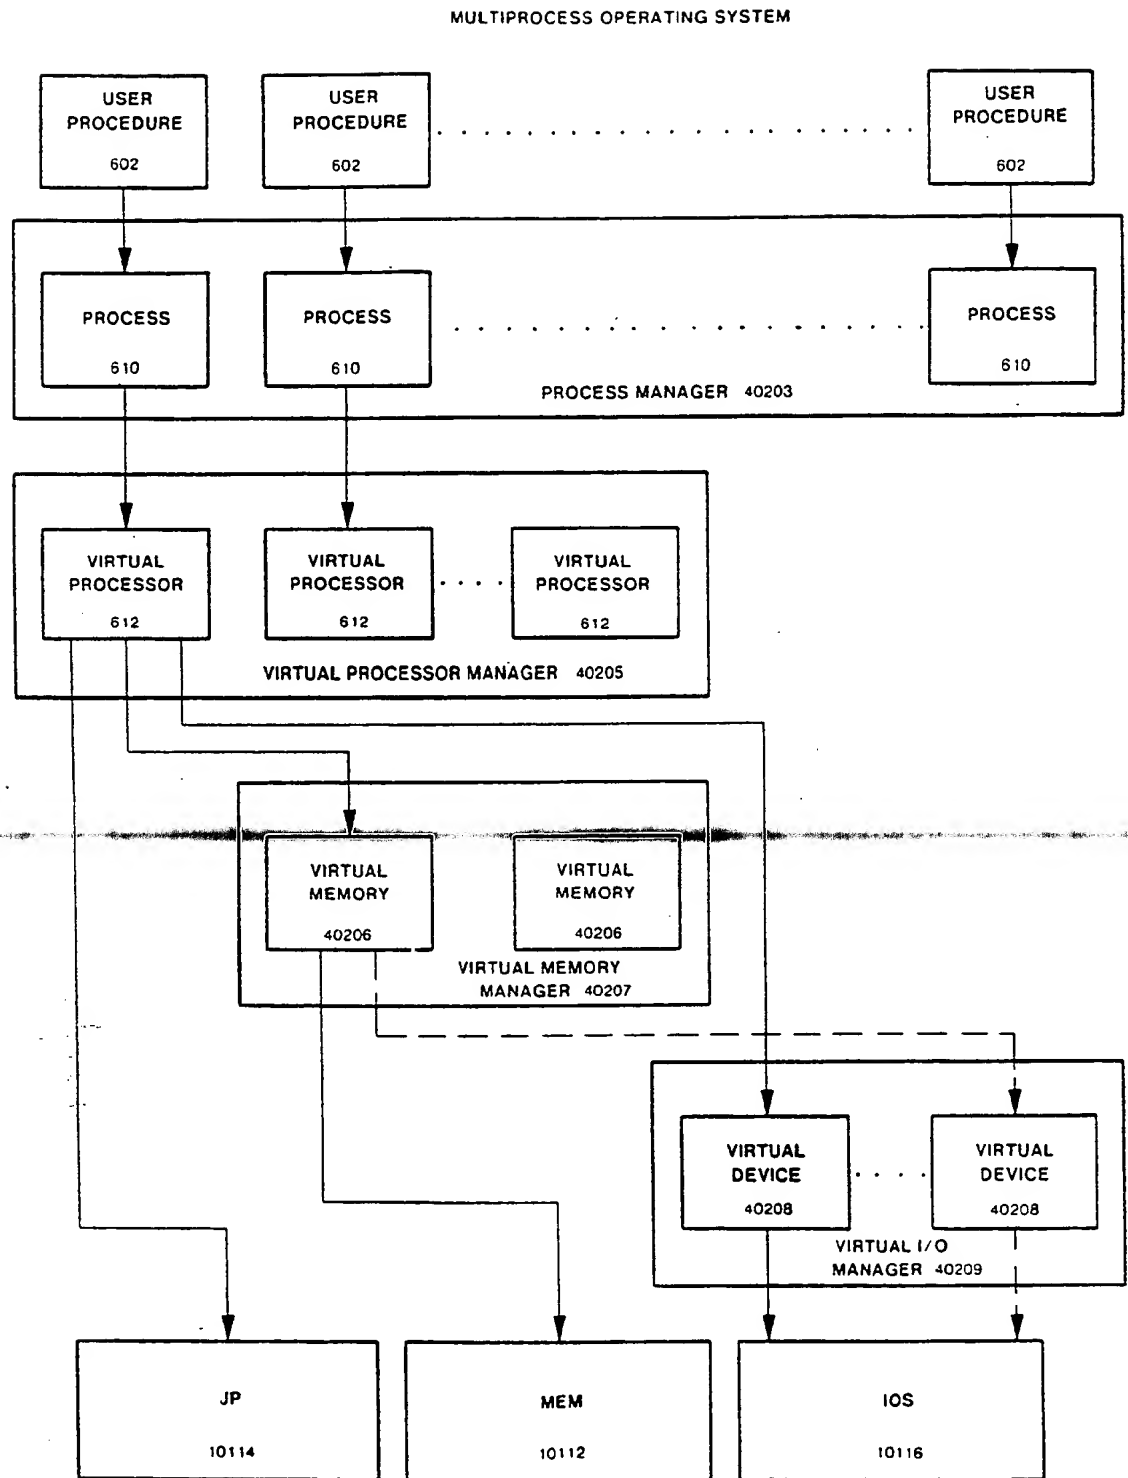 MULTIPROCESS OPERATING SYSTEM
USER
PROCEDURE
602
USER
PROCEDURE
602
USER
PROCEDURE
602
PROCESS
610
PROCESS
610
PROCESS
610
PROCESS MANAGER 40203
VIRTUAL
PROCESSOR
612
VIRTUAL
PROCESSOR
612
VIRTUAL
PROCESSOR
612
VIRTUAL PROCESSOR MANAGER 40205
VIRTUAL
MEMORY
40206
VIRTUAL
MEMORY
40206
VIRTUAL MEMORY
MANAGER 40207
VIRTUAL
DEVICE
40208
VIRTUAL
DEVICE
40208
VIRTUAL I/O
MANAGER 40209
JP
10114
MEM
10112
IOS
10116